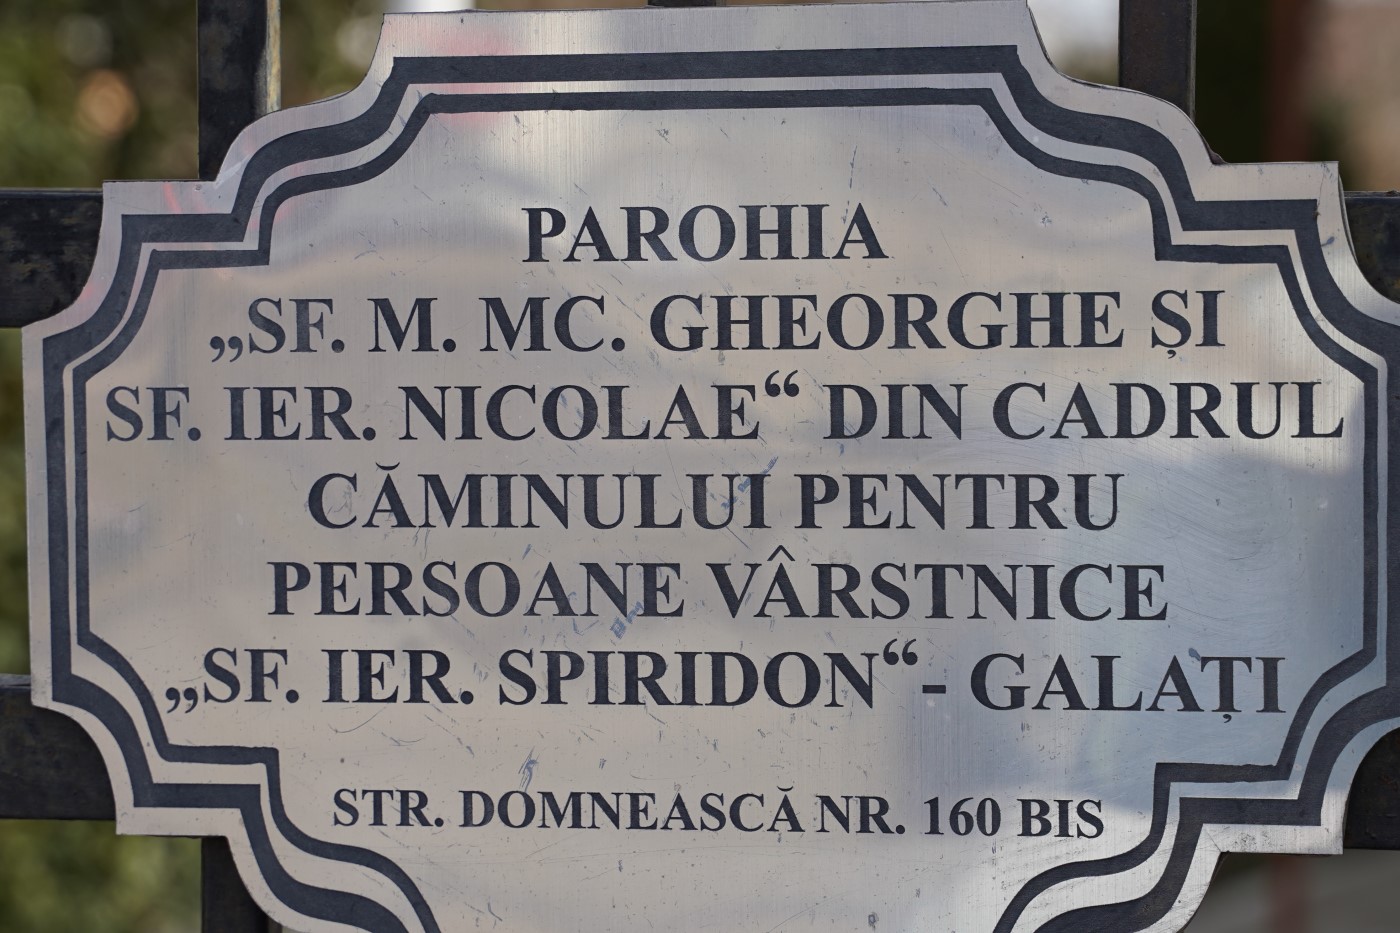 PAROHIA
„SF. M. MC. GHEORGHE ȘI
SF. IER. NICOLAE“ DIN CADRUL
CĂMINULUI PENTRU
PERSOANE VÂRSTNICE
„SF. IER. SPIRIDON“ - GALAȚI
STR. DOMNEASCĂ NR. 160 BIS